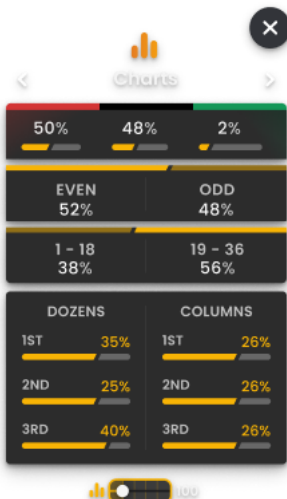 Charts
50% 48% 2%
EVEN ODD
52% 48%
1 - 18 19 - 36
38% 56%
DOZENS COLUMNS
1ST 35% 1ST 26%
2ND 25% 2ND 26%
3RD 40% 3RD 26%
100